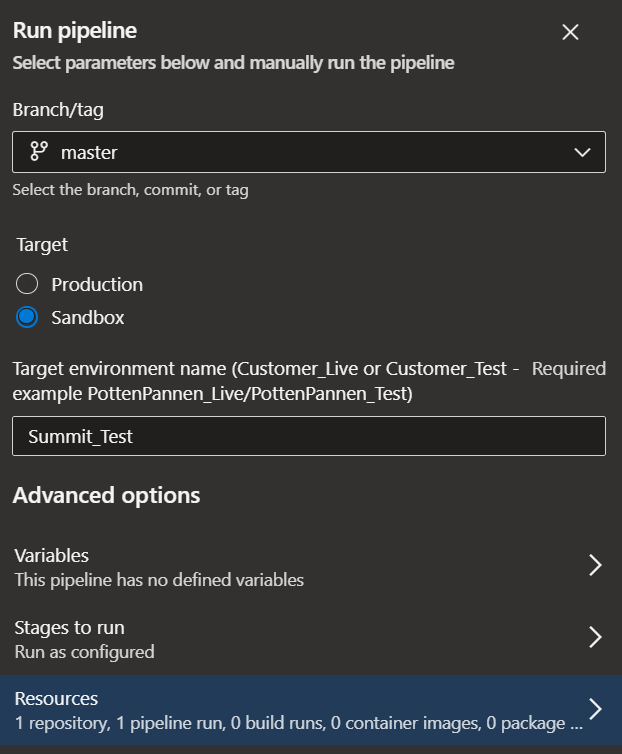 Run pipeline
Select parameters below and manually run the pipeline
Branch/tag
master
Select the branch, commit, or tag
Target
Production
Sandbox
Target environment name (Customer_Live or Customer_Test - Required
example PottenPannen_Live/PottenPannen_Test)
Summit_Test
Advanced options
Variables
This pipeline has no defined variables
Stages to run
Run as configured
Resources
1 repository, 1 pipeline run, 0 build runs, 0 container images, 0 package ...